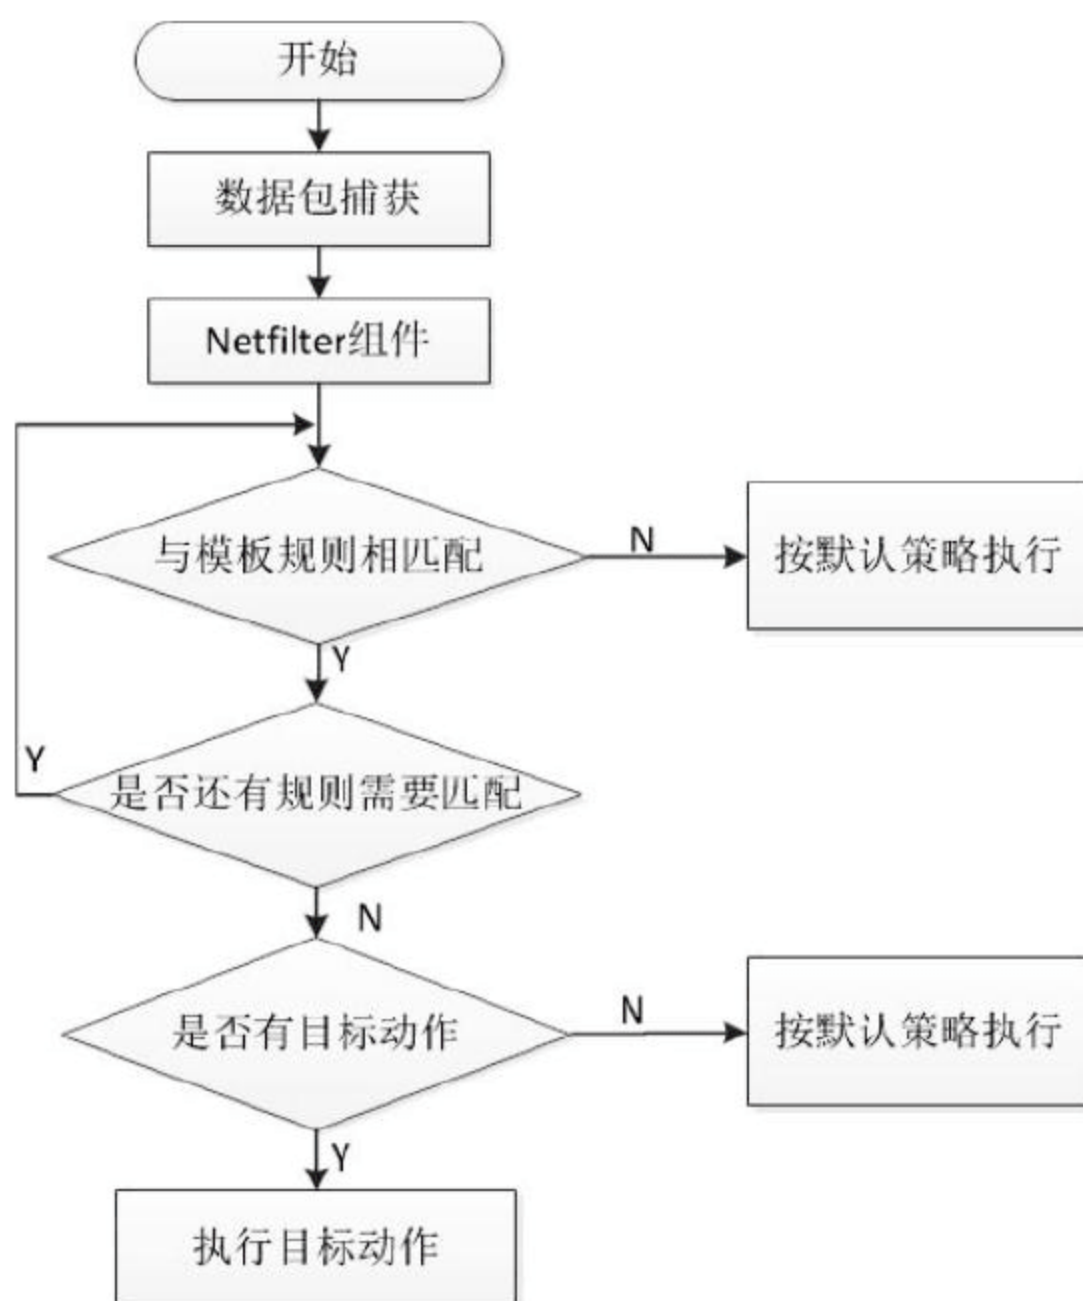 开始
数据包捕获
Netfilter组件
与模板规则相匹配
N
按默认策略执行
Y
Y
是否还有规则需要匹配
N
是否有目标动作
N
按默认策略执行
Y
执行目标动作